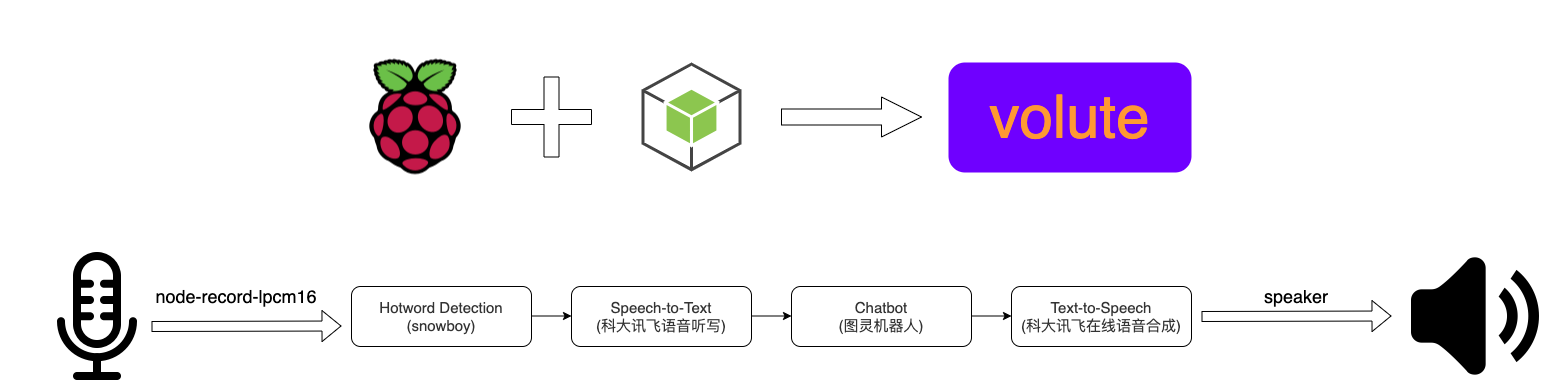 volute
node-record-lpcm16
Hotword Detection
(snowboy)
Speech-to-Text
(科大讯飞语音听写)
Chatbot
(图灵机器人)
Text-to-Speech
(科大讯飞在线语音合成)
speaker